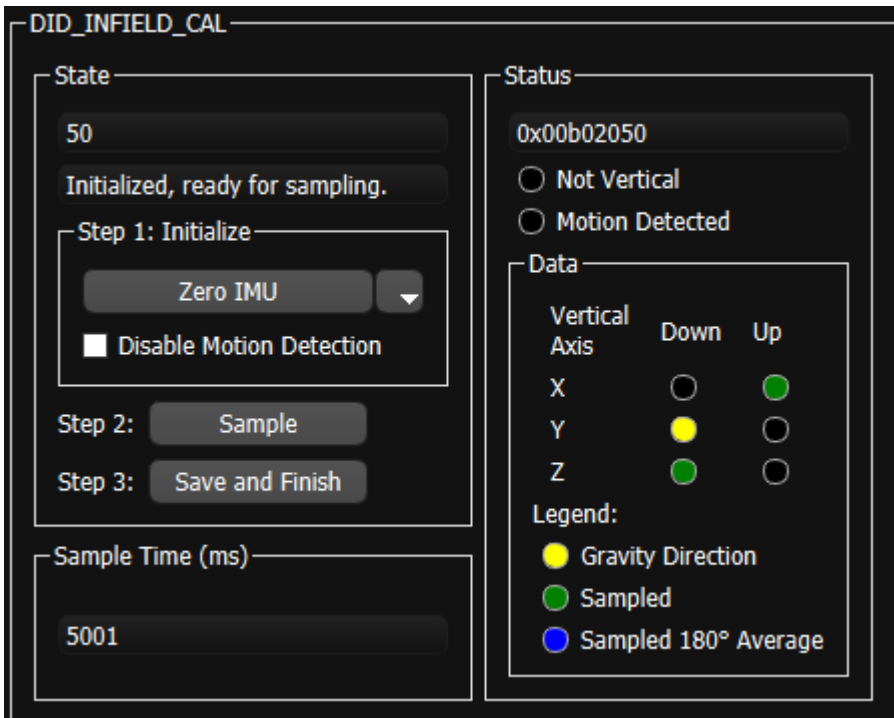 DID_INFIELD_CAL
State
50
Initialized, ready for sampling.
Step 1: Initialize
Zero IMU
Disable Motion Detection
Step 2: Sample
Step 3: Save and Finish
Sample Time (ms)
5001
Status
0x00b02050
Not Vertical
Motion Detected
Data
Vertical
Axis Down Up
X
Y
Z
Legend:
Gravity Direction
Sampled
Sampled 180° Average